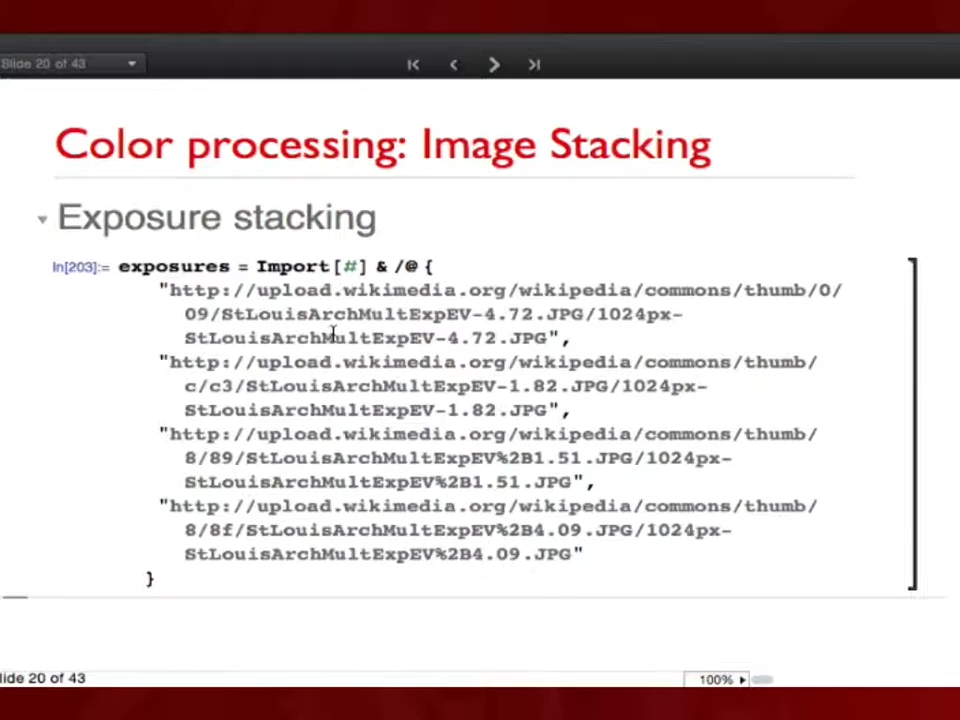 Slide 20 of 43
Color processing: Image Stacking
Exposure stacking
In[203]:= exposures = Import[#] & /@ {
"http://upload.wikimedia.org/wikipedia/commons/thumb/0/
09/StLouisArchMultExpEV-4.72.JPG/1024px-
StLouisArchMultExpEV-4.72.JPG",
"http://upload.wikimedia.org/wikipedia/commons/thumb/
c/c3/StLouisArchMultExpEV-1.82.JPG/1024px-
StLouisArchMultExpEV-1.82.JPG",
"http://upload.wikimedia.org/wikipedia/commons/thumb/
8/89/StLouisArchMultExpEV%2B1.51.JPG/1024px-
StLouisArchMultExpEV%2B1.51.JPG",
"http://upload.wikimedia.org/wikipedia/commons/thumb/
8/8f/StLouisArchMultExpEV%2B4.09.JPG/1024px-
StLouisArchMultExpEV%2B4.09.JPG"
}
lide 20 of 43
100%